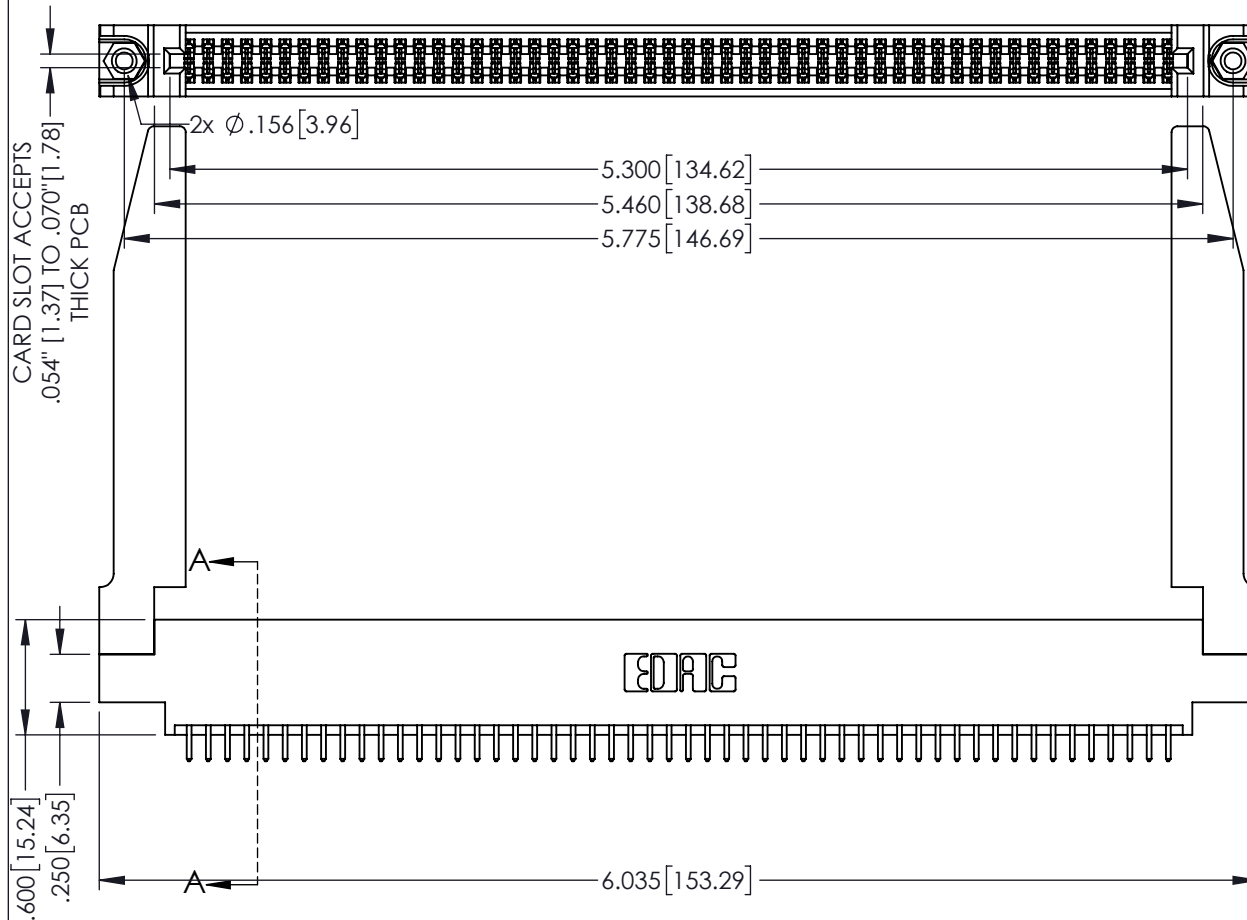 2x Ø.156[3.96]
CARD SLOT ACCEPTS
.054" [1.37] TO .070"[1.78]
THICK PCB
5.300[134.62]
5.460[138.68]
5.775[146.69]
A
EDAC
.600[15.24]
.250[6.35]
A
6.035[153.29]